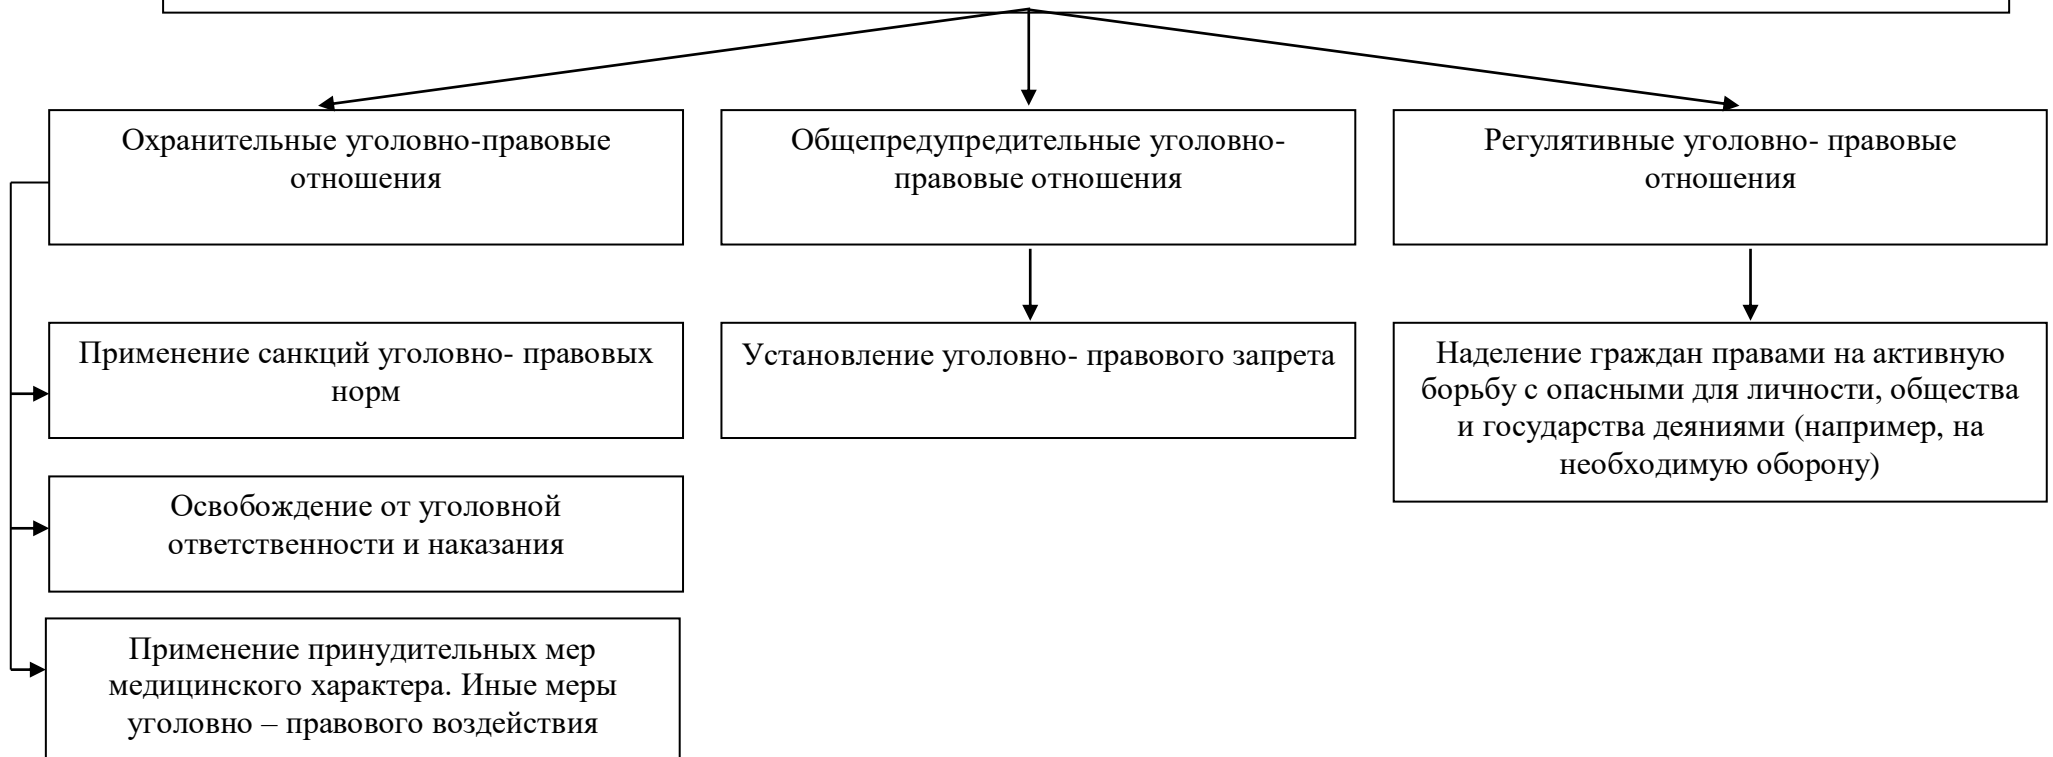 Охранительные уголовно-правовые
отношения
Общепредупредительные уголовно-
правовые отношения
Регулятивные уголовно- правовые
отношения
Применение санкций уголовно- правовых
норм
Установление уголовно- правового запрета
Наделение граждан правами на активную
борьбу с опасными для личности, общества
и государства деяниями (например, на
необходимую оборону)
Освобождение от уголовной
ответственности и наказания
Применение принудительных мер
медицинского характера. Иные меры
уголовно – правового воздействия